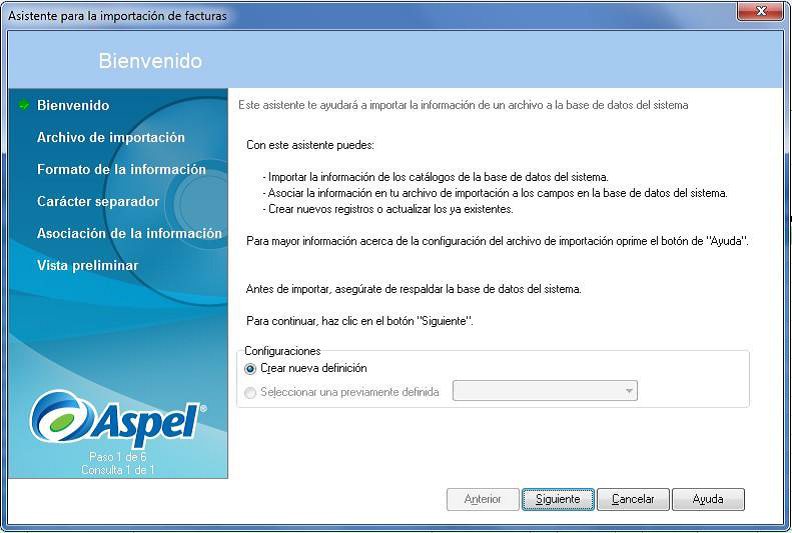 Asistente para la importación de facturas
Bienvenido
Bienvenido
Archivo de importación
Formato de la información
Carácter separador
Asociación de la información
Vista preliminar
Aspel®
Paso 1 de 6
Consulta 1 de 1
Este asistente te ayudará a importar la información de un archivo a la base de datos del sistema
Con este asistente puedes:
- Importar la información de los catálogos de la base de datos del sistema.
- Asociar la información en tu archivo de importación a los campos en la base de datos del sistema.
- Crear nuevos registros o actualizar los ya existentes.
Para mayor información acerca de la configuración del archivo de importación oprime el botón de "Ayuda".
Antes de importar, asegúrate de respaldar la base de datos del sistema.
Para continuar, haz clic en el botón "Siguiente".
Configuraciones
Crear nueva definición
Seleccionar una previamente definida
Anterior Siguiente Cancelar Ayuda